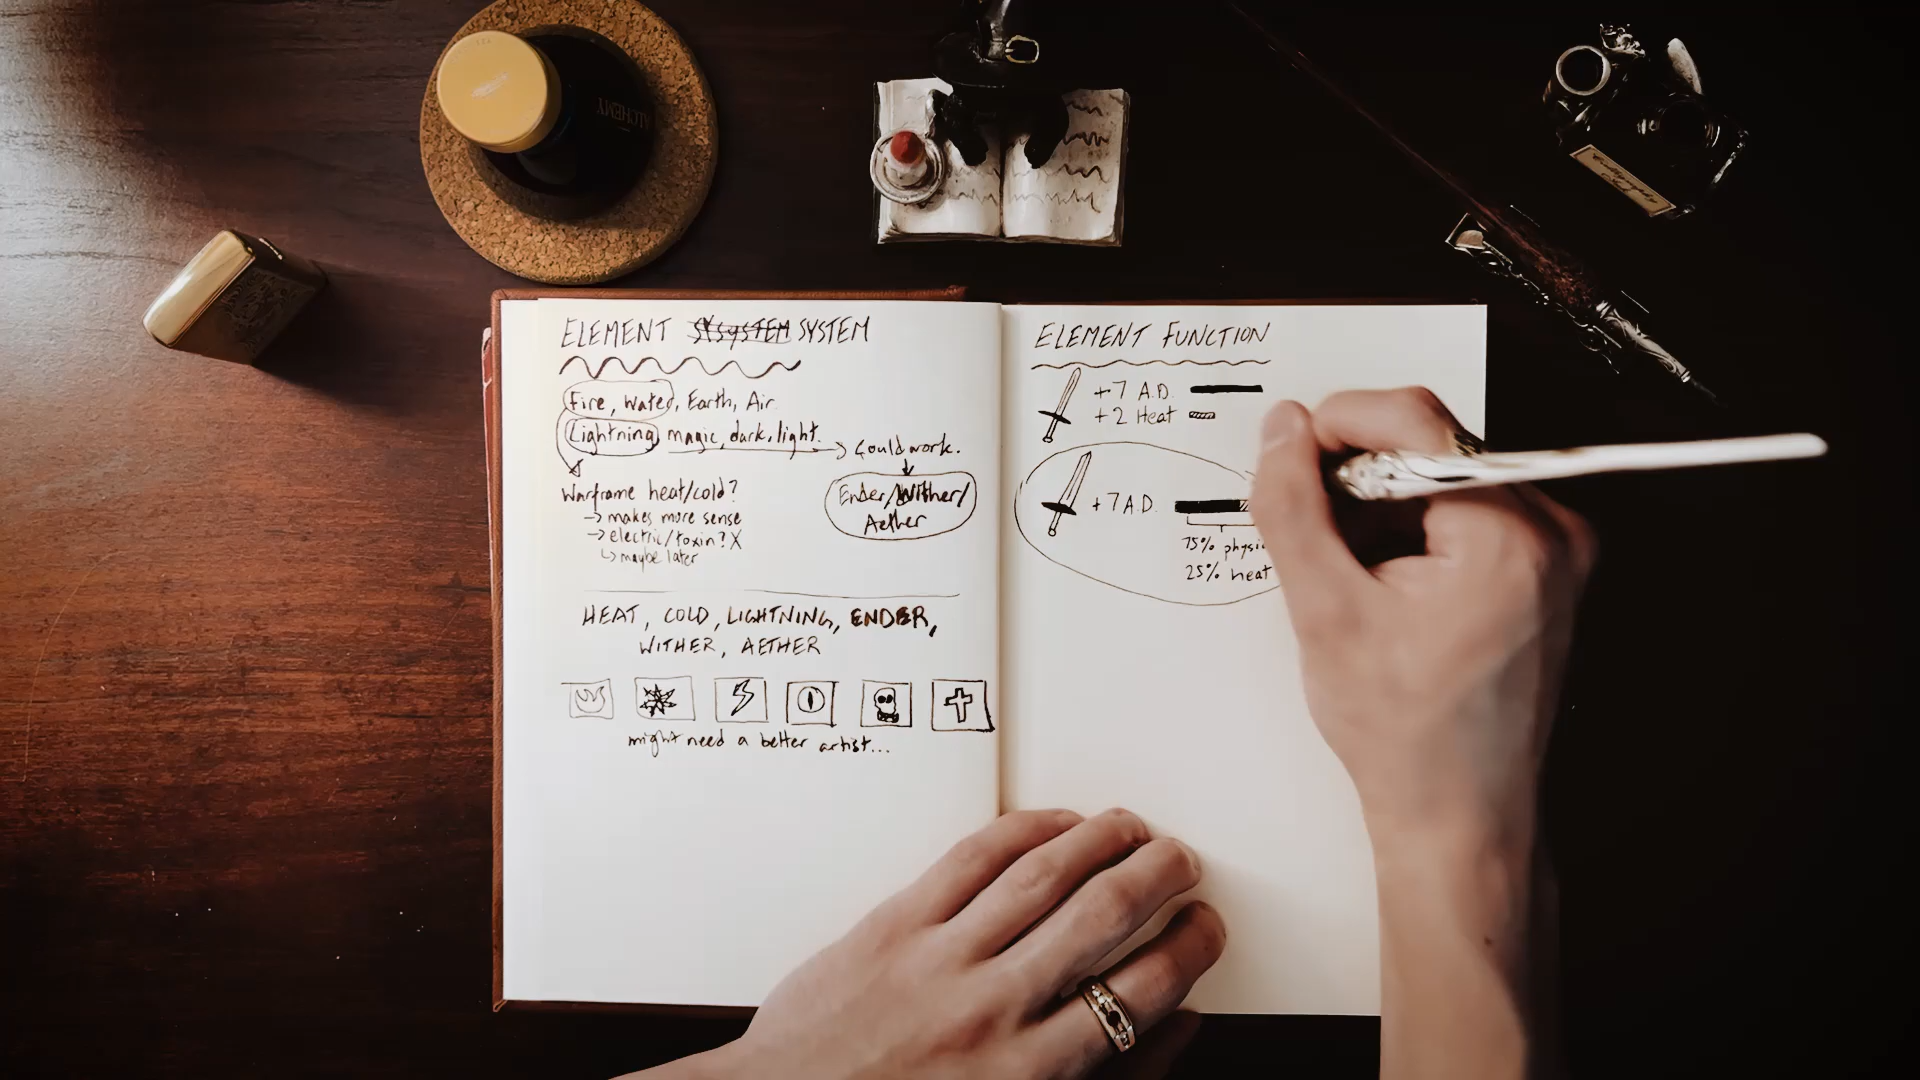 ALCHEMY
ELEMENT SYSYSTEM SYSTEM
Fire, Water, Earth, Air.
Lightning, magic, dark, light. → Could work.
Ender/Wither/
Aether
Warframe heat/cold?
→ makes more sense
→ electric/toxin? X
↳ maybe later
HEAT, COLD, LIGHTNING, ENDER,
WITHER, AETHER
might need a better artist...
ELEMENT FUNCTION
+7 A.D.
+2 Heat
+7 A.D.
75% physic
25% heat